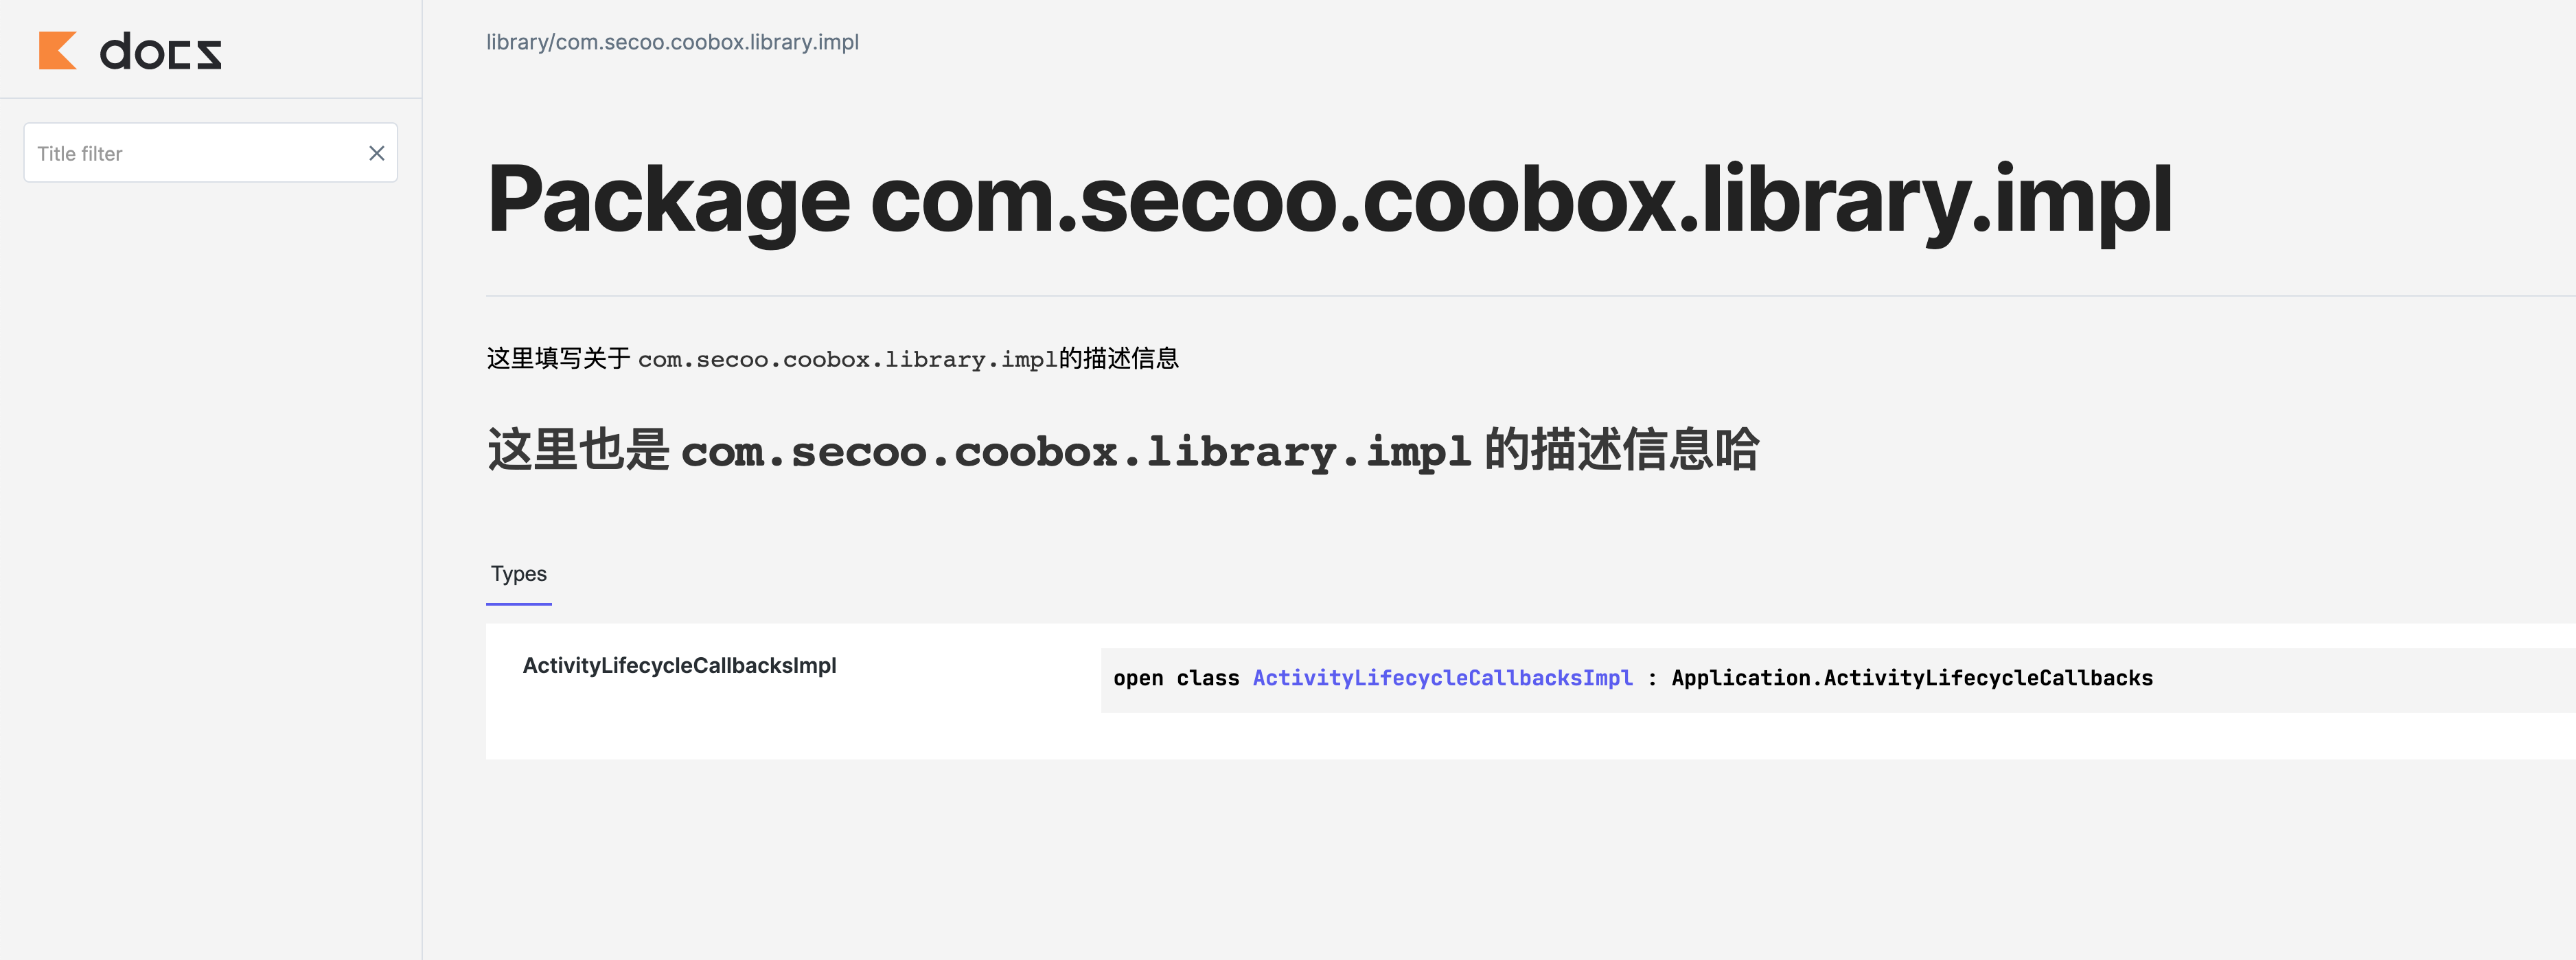 docs
library/com.secoo.coobox.library.impl
Title filter
Package com.secoo.coobox.library.impl
这里填写关于 com.secoo.coobox.library.impl的描述信息
这里也是 com.secoo.coobox.library.impl 的描述信息哈
Types
ActivityLifecycleCallbacksImpl
open class ActivityLifecycleCallbacksImpl : Application.ActivityLifecycleCallbacks